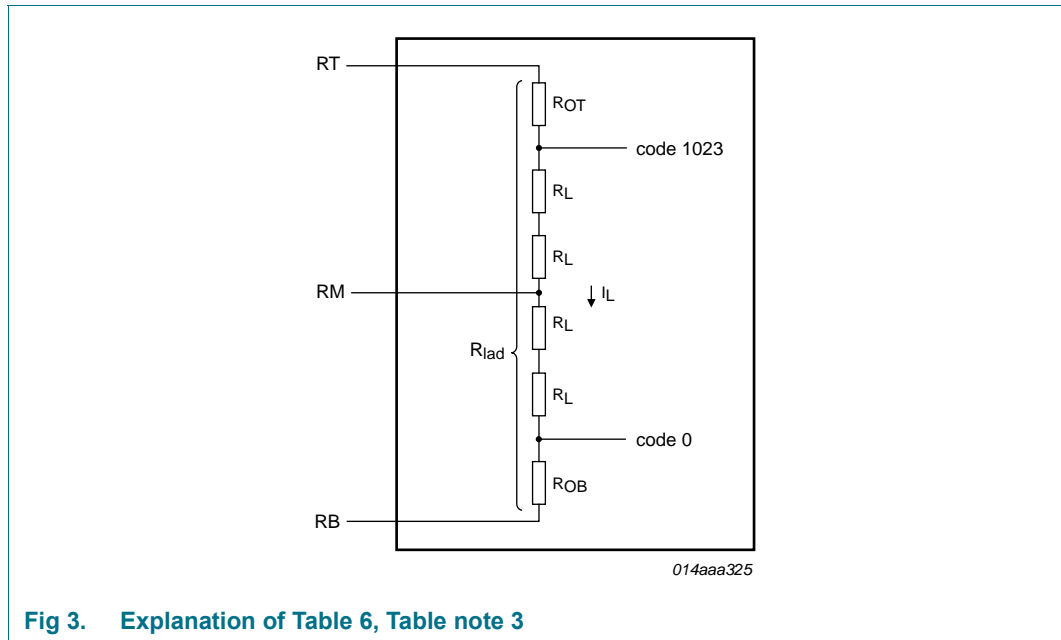 RT
ROT
code 1023
RL
RL
RM
IL
RL
Rlad
RL
code 0
ROB
RB
014aaa325
Fig 3. Explanation of Table 6, Table note 3